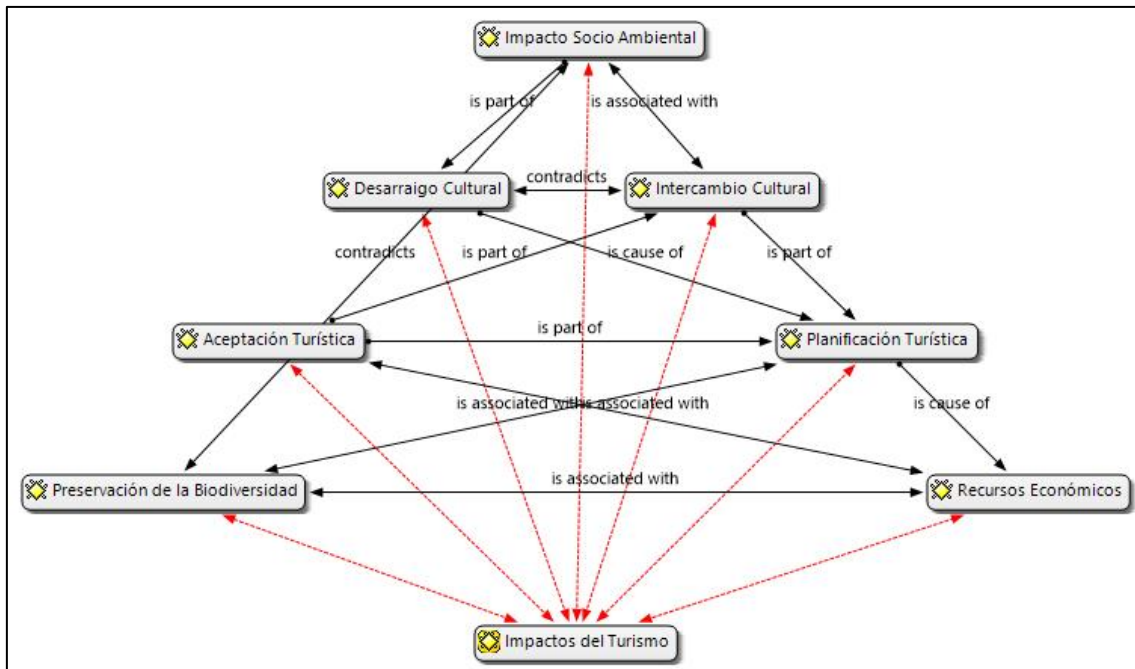 Impacto Socio Ambiental
is part of
is associated with
Desarraigo Cultural
contradicts
Intercambio Cultural
contradicts
is part of
is cause of
is part of
Aceptación Turística
is part of
Planificación Turística
is associated with
is associated with
is cause of
Preservación de la Biodiversidad
is associated with
Recursos Económicos
Impactos del Turismo